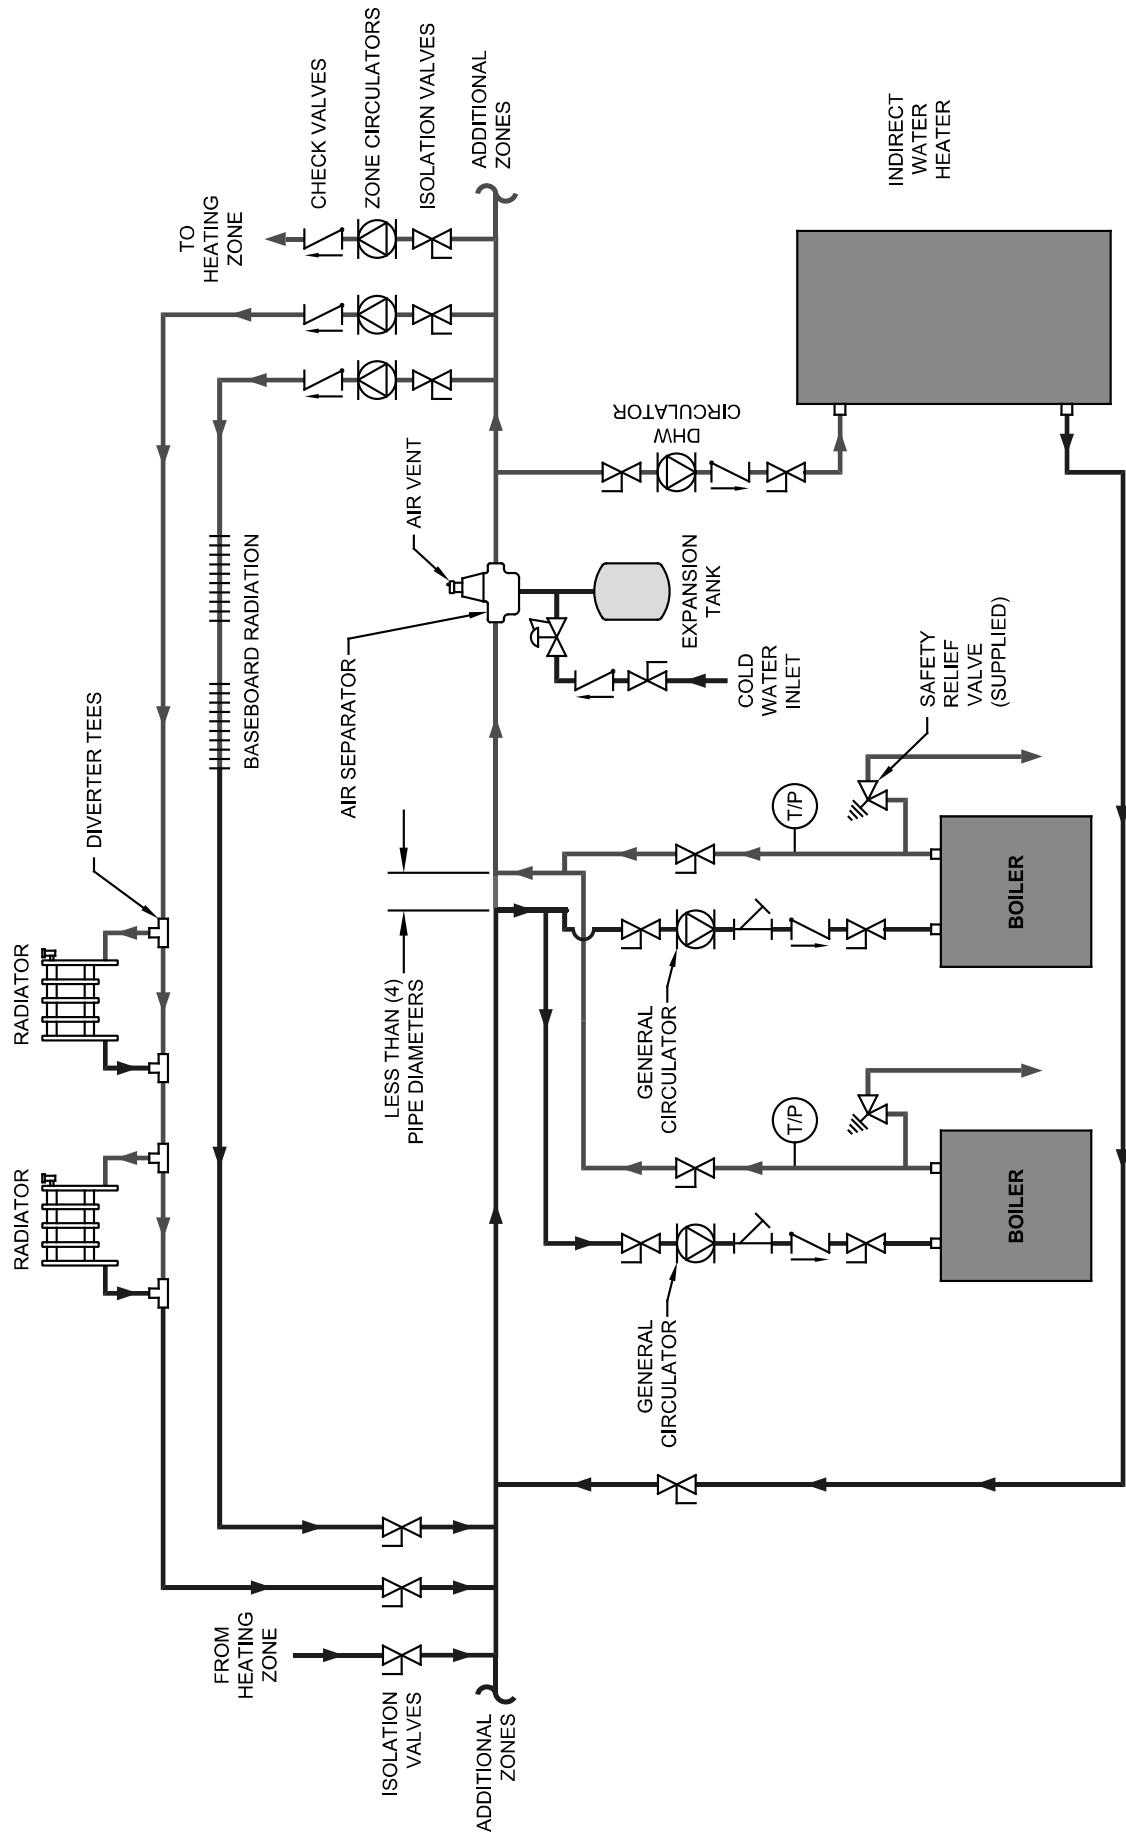 RADIATOR
RADIATOR
DIVERTER TEES
BASEBOARD RADIATION
TO
HEATING
ZONE
CHECK VALVES
ZONE CIRCULATORS
ISOLATION VALVES
ADDITIONAL
ZONES
FROM
HEATING
ZONE
ISOLATION
VALVES
ADDITIONAL
ZONES
LESS THAN (4)
PIPE DIAMETERS
AIR SEPARATOR
AIR VENT
EXPANSION
TANK
COLD
WATER
INLET
DHW
CIRCULATOR
INDIRECT
WATER
HEATER
GENERAL
CIRCULATOR
GENERAL
CIRCULATOR
T/P
T/P
SAFETY
RELIEF
VALVE
(SUPPLIED)
BOILER
BOILER